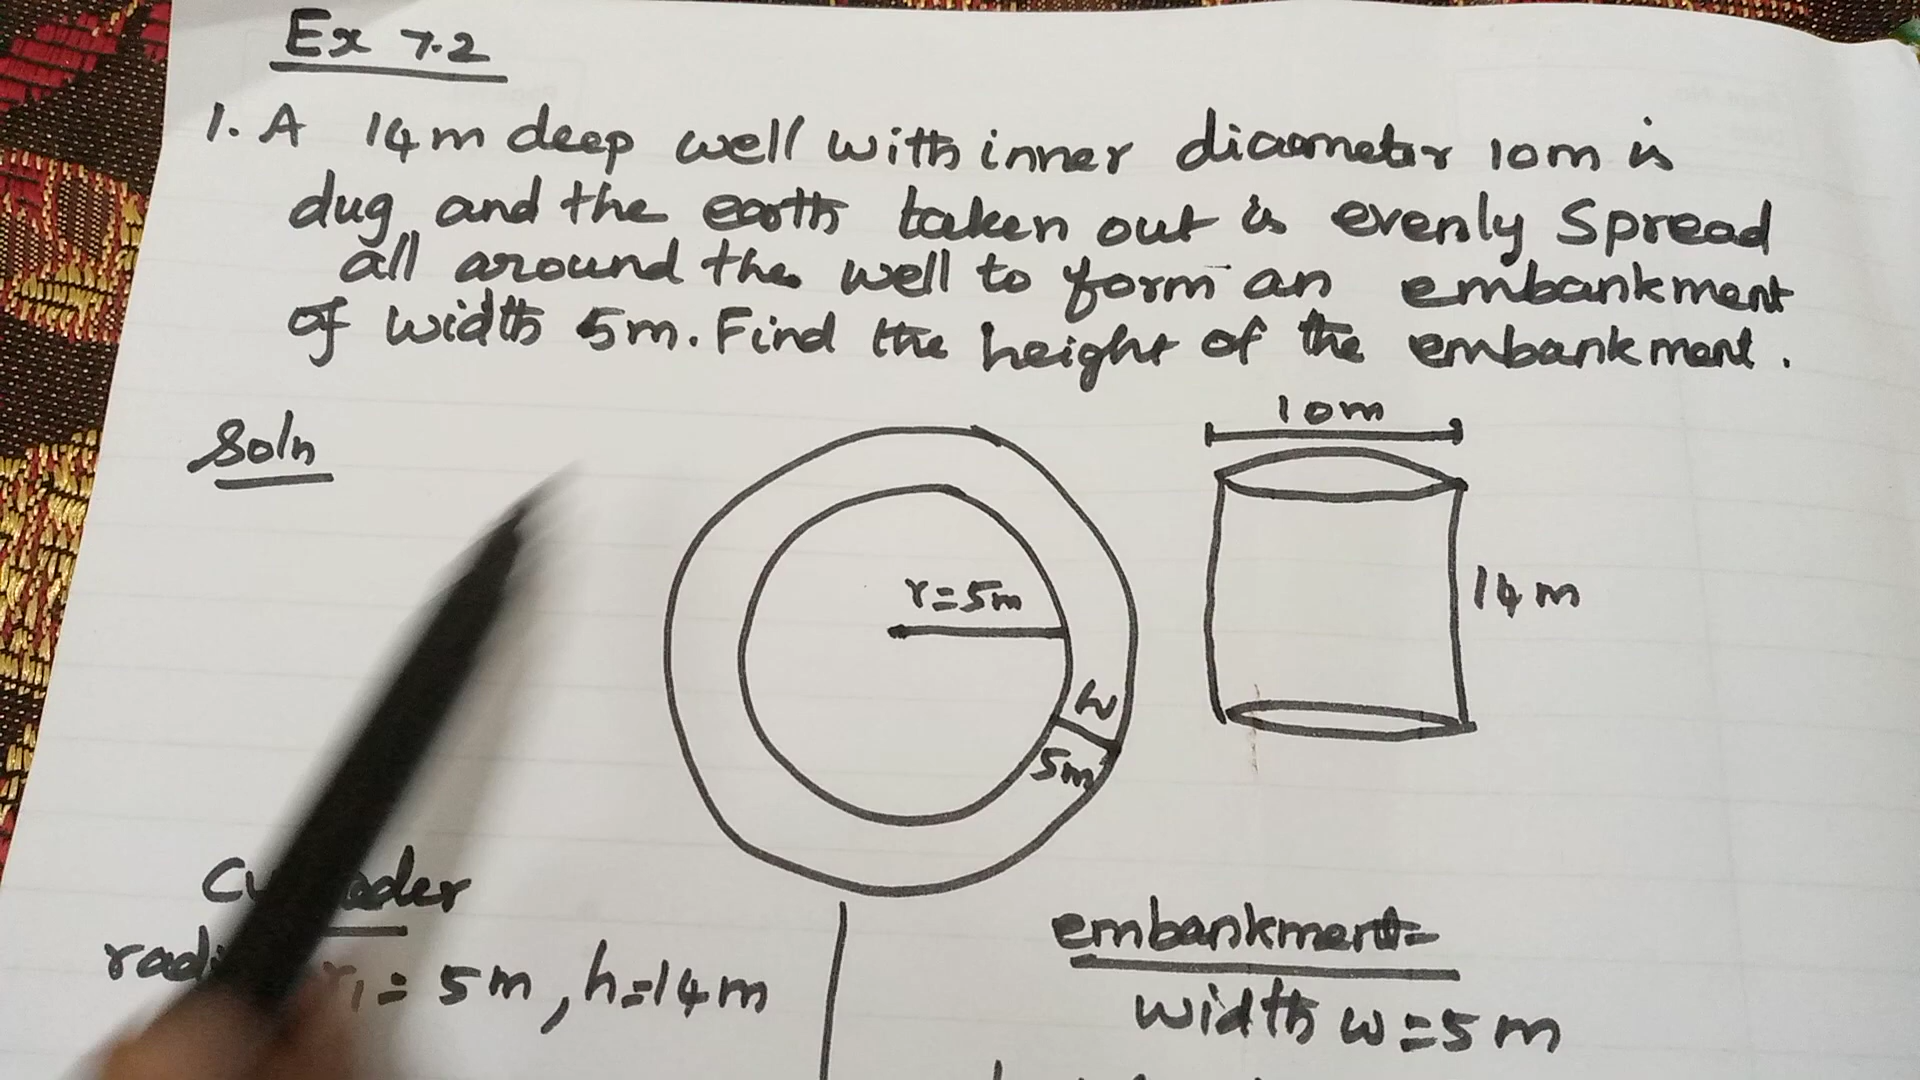 Ex 7.2
1. A 14m deep well with inner diameter 10m is
dug and the earth taken out is evenly Spread
all around the well to form an embankment
of width 5m. Find the height of the embankment.
10m
Soln
r=5m
14m
w
5m
embankment
r1 = 5m, h=14m
width w=5m